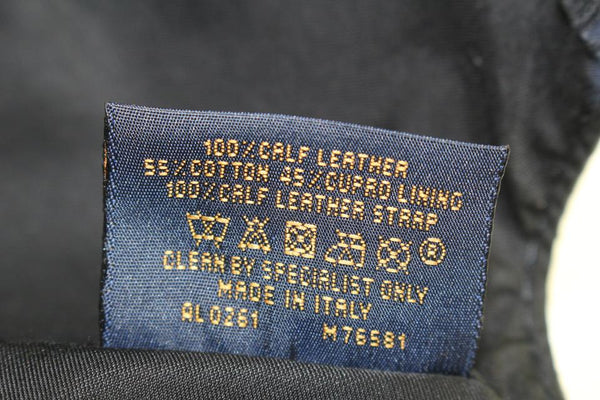 100%CALF LEATHER
55%COTTON 45%CUPRO LINING
100%CALF LEATHER STRAP
®
CLEAN BY SPECIALIST ONLY
MADE IN ITALY
AL0261 M76581